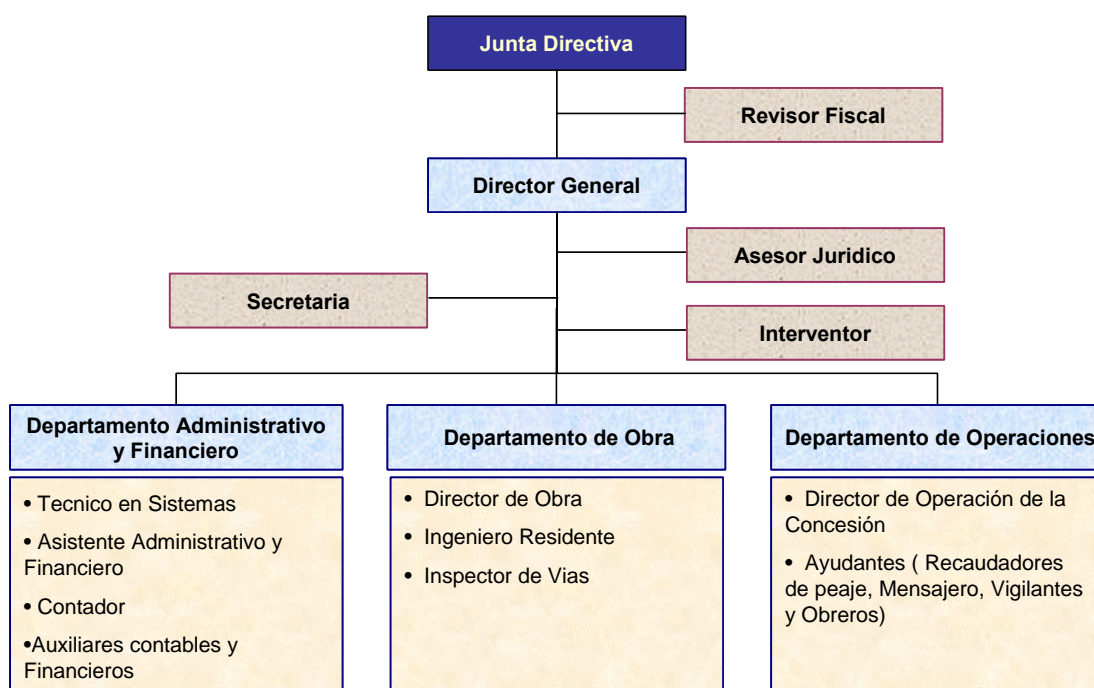 Junta Directiva
Revisor Fiscal
Director General
Asesor Juridico
Secretaria
Interventor
Departamento Administrativo
y Financiero
• Tecnico en Sistemas
• Asistente Administrativo y
Financiero
• Contador
•Auxiliares contables y
Financieros
Departamento de Obra
• Director de Obra
• Ingeniero Residente
• Inspector de Vias
Departamento de Operaciones
• Director de Operación de la
Concesión
• Ayudantes ( Recaudadores
de peaje, Mensajero, Vigilantes
y Obreros)